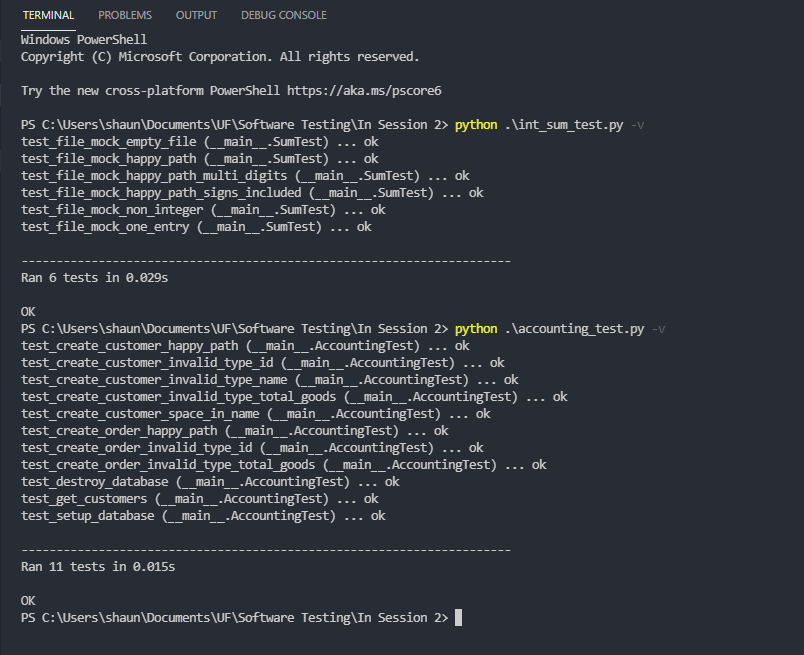 TERMINAL PROBLEMS OUTPUT DEBUG CONSOLE
Windows PowerShell
Copyright (C) Microsoft Corporation. All rights reserved.
Try the new cross-platform PowerShell https://aka.ms/pscore6
PS C:\Users\shaun\Documents\UF\Software Testing\In Session 2> python .\int_sum_test.py -v
test_file_mock_empty_file (__main__.SumTest) ... ok
test_file_mock_happy_path (__main__.SumTest) ... ok
test_file_mock_happy_path_multi_digits (__main__.SumTest) ... ok
test_file_mock_happy_path_signs_included (__main__.SumTest) ... ok
test_file_mock_non_integer (__main__.SumTest) ... ok
test_file_mock_one_entry (__main__.SumTest) ... ok
----------------------------------------------------------------------
Ran 6 tests in 0.029s
OK
PS C:\Users\shaun\Documents\UF\Software Testing\In Session 2> python .\accounting_test.py -v
test_create_customer_happy_path (__main__.AccountingTest) ... ok
test_create_customer_invalid_type_id (__main__.AccountingTest) ... ok
test_create_customer_invalid_type_name (__main__.AccountingTest) ... ok
test_create_customer_invalid_type_total_goods (__main__.AccountingTest) ... ok
test_create_customer_space_in_name (__main__.AccountingTest) ... ok
test_create_order_happy_path (__main__.AccountingTest) ... ok
test_create_order_invalid_type_id (__main__.AccountingTest) ... ok
test_create_order_invalid_type_total_goods (__main__.AccountingTest) ... ok
test_destroy_database (__main__.AccountingTest) ... ok
test_get_customers (__main__.AccountingTest) ... ok
test_setup_database (__main__.AccountingTest) ... ok
----------------------------------------------------------------------
Ran 11 tests in 0.015s
OK
PS C:\Users\shaun\Documents\UF\Software Testing\In Session 2>